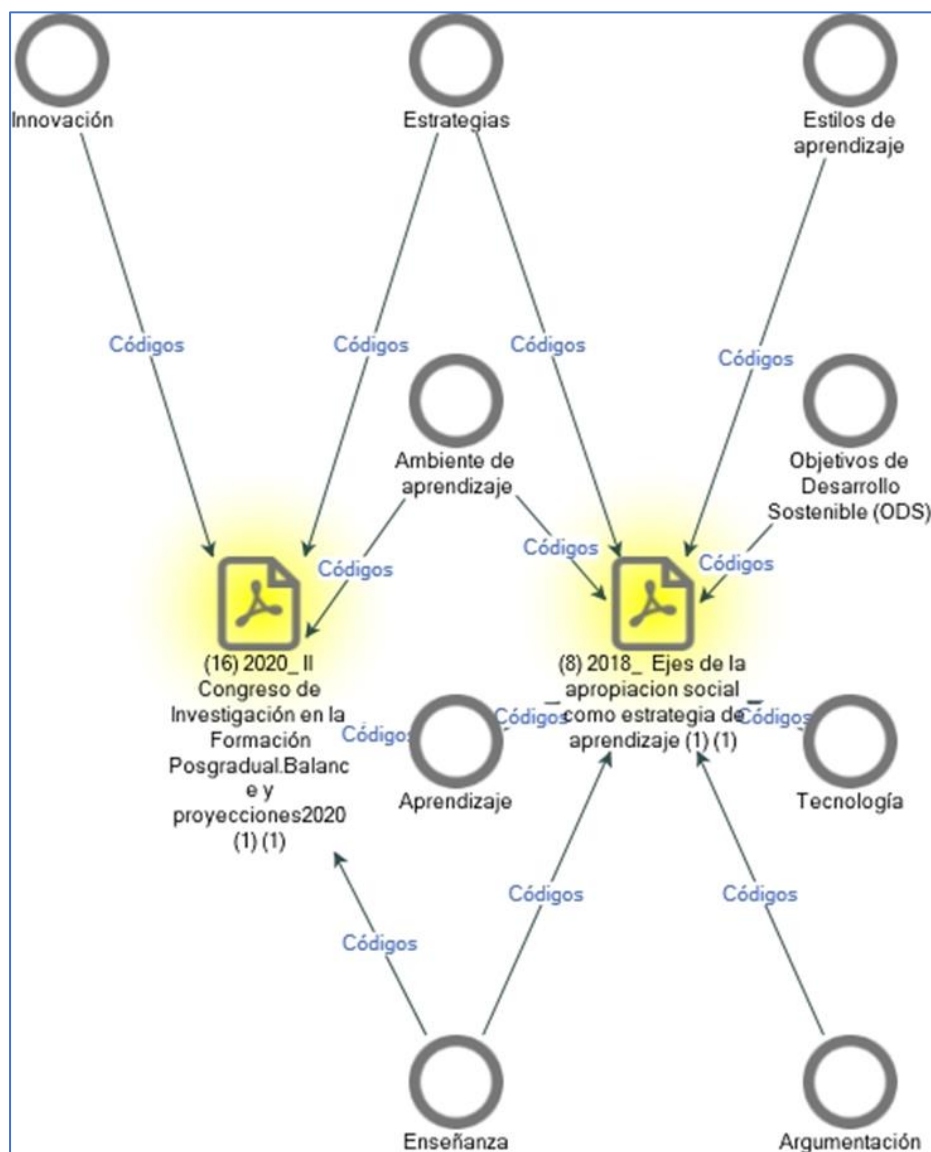 Innovación
Estrategias
Estilos de
aprendizaje
Códigos
Códigos
Códigos
Códigos
Ambiente de
aprendizaje
Objetivos de
Desarrollo
Sostenible (ODS)
Códigos
Códigos
Códigos
(16) 2020_ II
Congreso de
Investigación en la
Formación
Posgradual.Balanc
e y
proyecciones2020
(1) (1)
(8) 2018_ Ejes de la
apropiacion social
como estrategia de
aprendizaje (1) (1)
Códigos
Códigos
Códigos
Aprendizaje
Tecnología
Códigos
Códigos
Códigos
Enseñanza
Argumentación